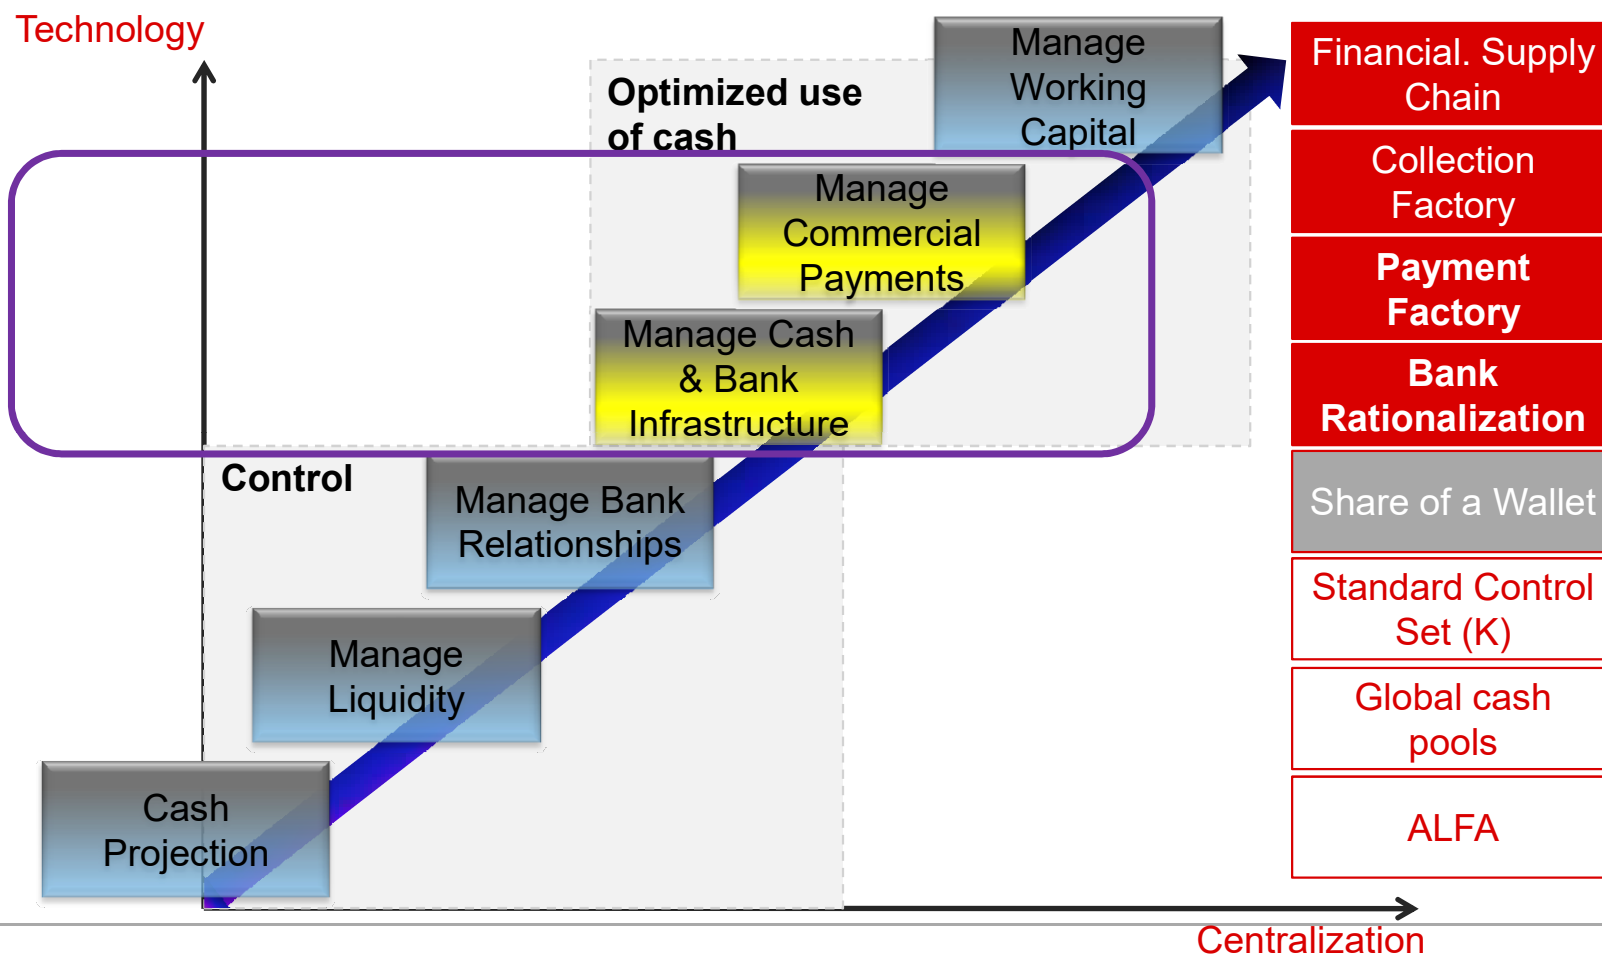 Technology
Optimized use
of cash
Manage
Working
Capital
Manage
Commercial
Payments
Manage Cash
& Bank
Infrastructure
Control
Manage Bank
Relationships
Manage
Liquidity
Cash
Projection
Centralization
Financial. Supply
Chain
Collection
Factory
Payment
Factory
Bank
Rationalization
Share of a Wallet
Standard Control
Set (K)
Global cash
pools
ALFA